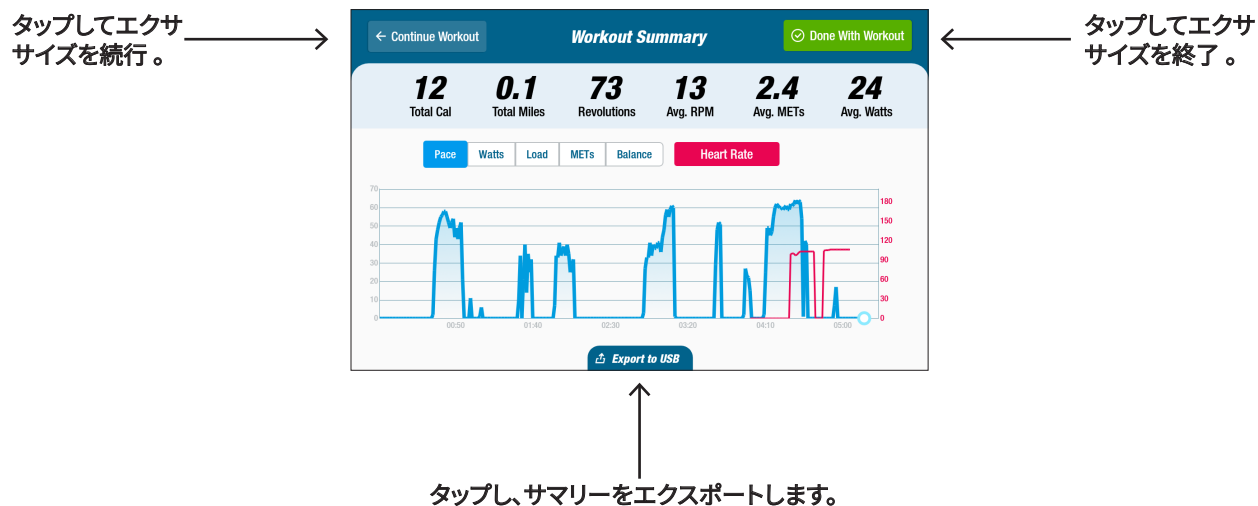 タップしてエクサ
サイズを続行 。
← Continue Workout
Workout Summary
Done With Workout
タップしてエクサ
サイズを終了 。
12 0.1 73 13 2.4 24
Total Cal Total Miles Revolutions Avg. RPM Avg. METs Avg. Watts
Pace Watts Load METs Balance Heart Rate
70
60
50
40
30
20
10
0
180
150
120
90
60
30
0
00:50 01:40 02:30 03:20 04:10 05:00
Export to USB
タップし、サマリーをエクスポートします。